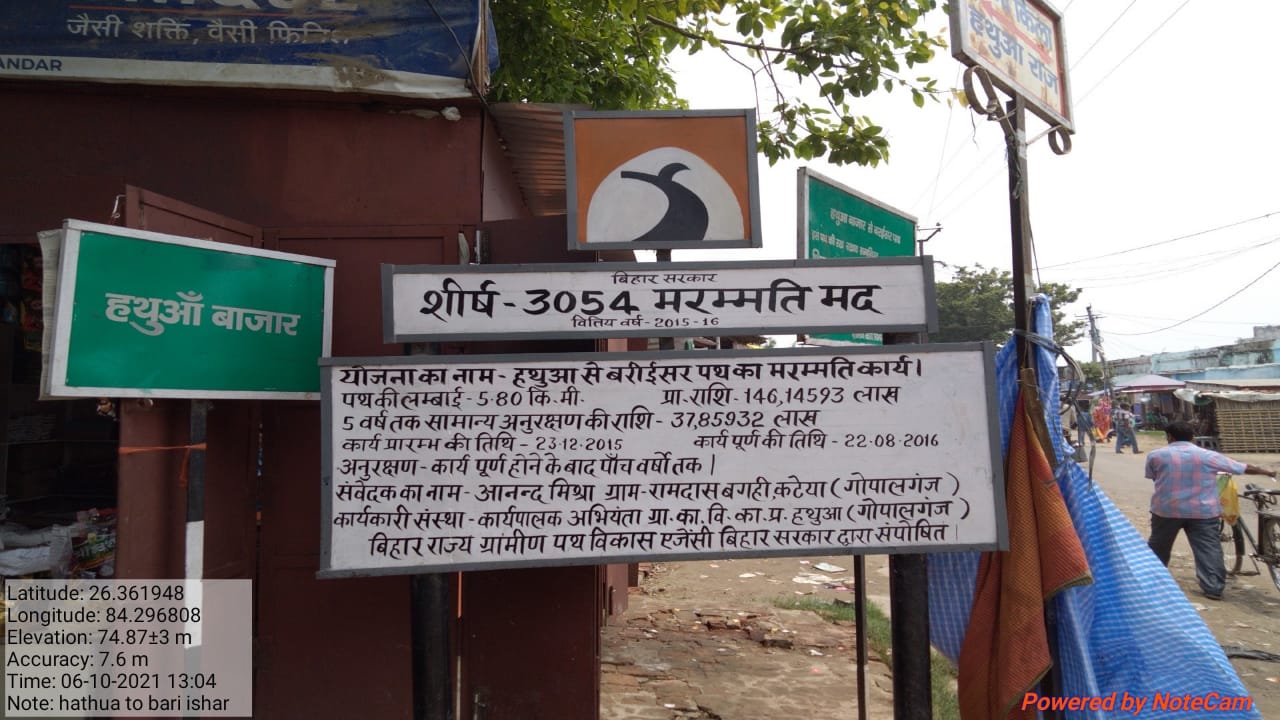 जैसी शक्ति, वैसी
ANDAR
हथुआ राज
हथुआ बाजार से बरईसर पथ
हथुआँ बाजार
बिहार सरकार
शीर्ष - 3054 मरम्मति मद
वित्तिय वर्ष - 2015-16
योजना का नाम - हथुआ से बरीईसर पथ का मरम्मति कार्य।
पथ की लम्बाई - 5.80 कि.मी. प्रा. राशि - 146,14593 लाख
5 वर्ष तक सामान्य अनुरक्षण की राशि - 37,85932 लाख
कार्य प्रारम्भ की तिथि - 23.12.2015 कार्य पूर्ण की तिथि - 22.08.2016
अनुरक्षण - कार्य पूर्ण होने के बाद पाँच वर्षो तक |
संवेदक का नाम - आनन्द मिश्रा ग्राम - रामदास बगही, कटेया (गोपालगंज)
कार्यकारी संस्था - कार्यपालक अभियंता ग्रा. का. वि. का. प्र. हथुआ (गोपालगंज)
बिहार राज्य ग्रामीण पथ विकास एजेंसी बिहार सरकार द्वारा संपोषित |
Latitude: 26.361948
Longitude: 84.296808
Elevation: 74.87±3 m
Accuracy: 7.6 m
Time: 06-10-2021 13:04
Note: hathua to bari ishar
Powered by NoteCam